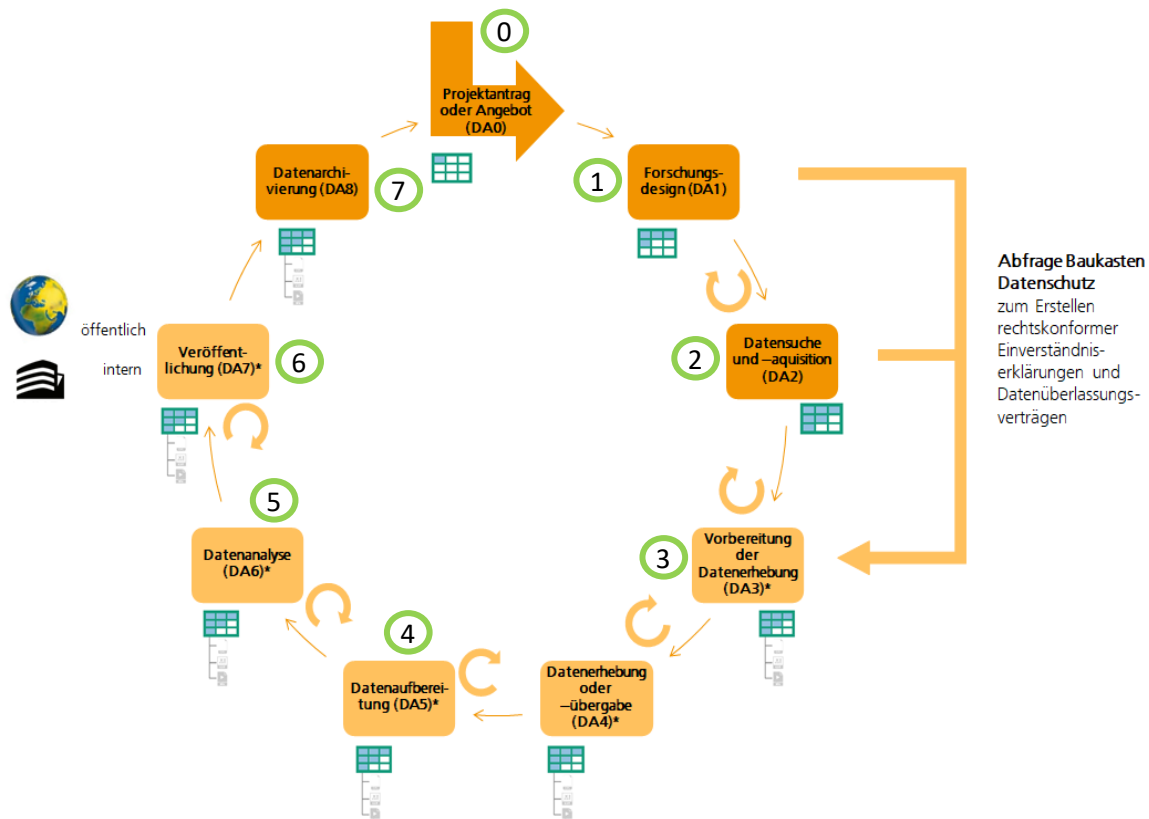 0
Projektantrag
oder Angebot
(DA0)
1
Forschungs-
design (DA1)
2
Datensuche
und –aquisition
(DA2)
3
Vorbereitung
der
Datenerhebung
(DA3)*
Datenerhebung
oder
–übergabe
(DA4)*
4
Datenaufberei-
tung (DA5)*
5
Datenanalyse
(DA6)*
6
Veröffent-
lichung (DA7)*
öffentlich
intern
7
Datenarchi-
vierung (DA8)
Abfrage Baukasten
Datenschutz
zum Erstellen
rechtskonformer
Einverständnis-
erklärungen und
Datenüberlassungs-
verträgen